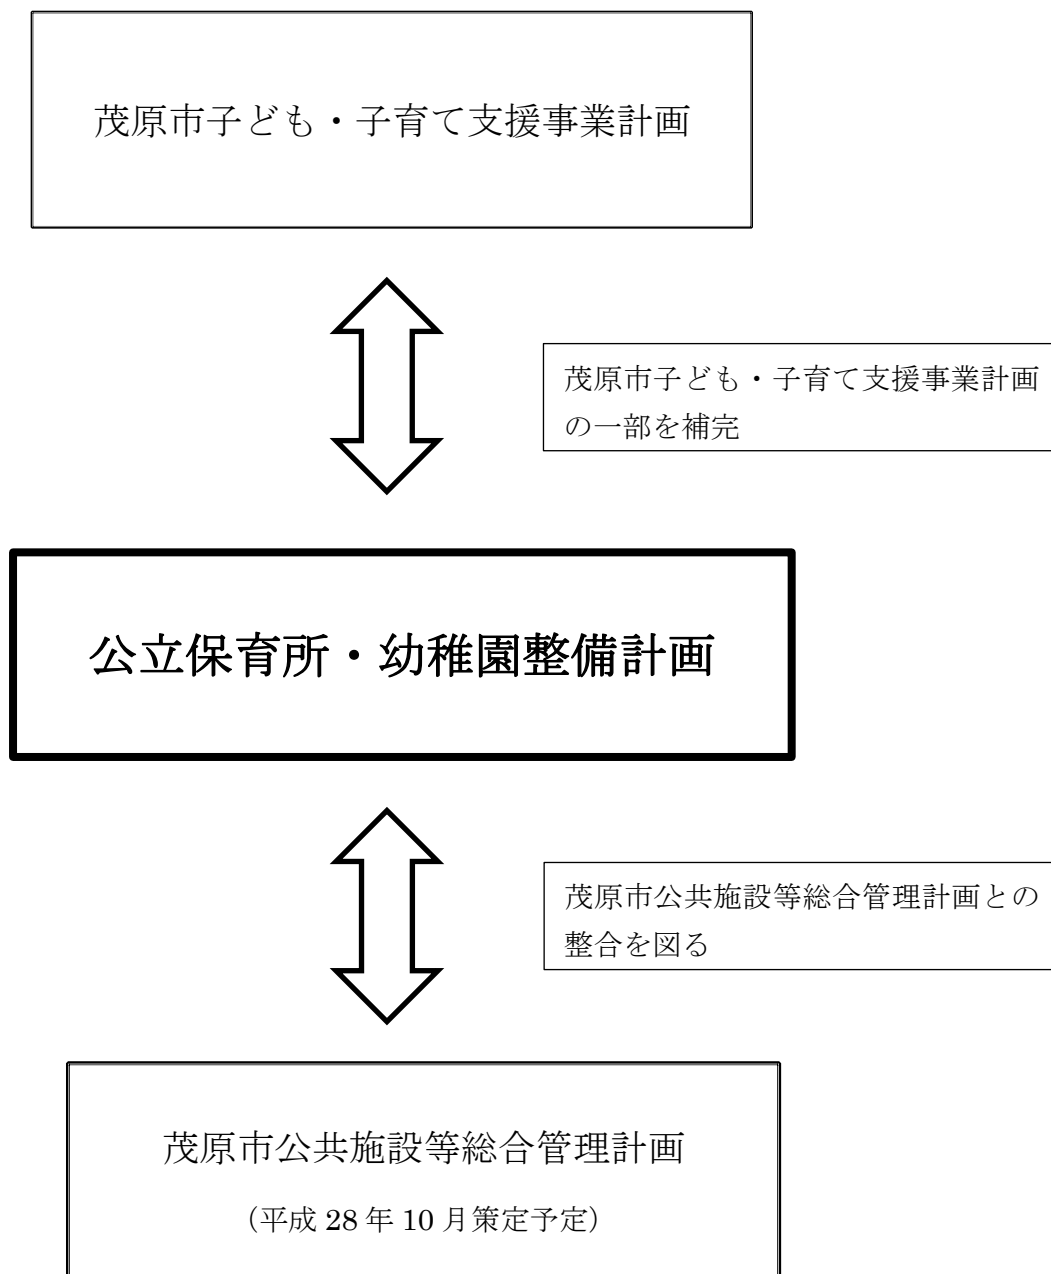 茂原市子ども・子育て支援事業計画
茂原市子ども・子育て支援事業計画
の一部を補完
公立保育所・幼稚園整備計画
茂原市公共施設等総合管理計画との
整合を図る
茂原市公共施設等総合管理計画
（平成 28 年 10 月策定予定）